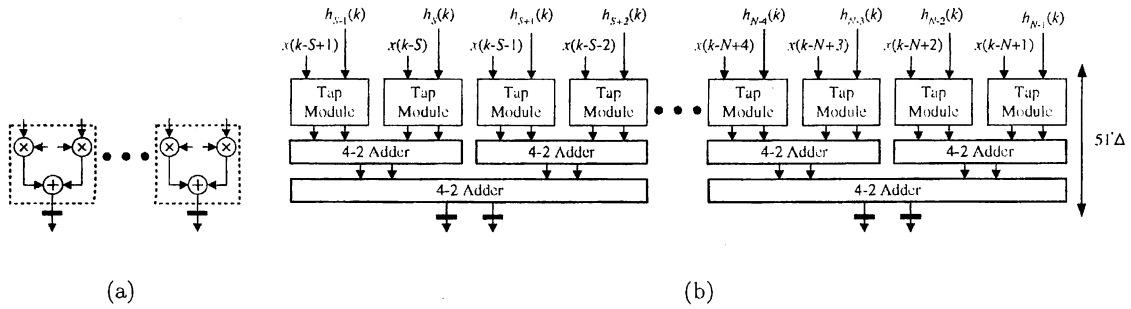 h_{S-1}(k) h_S(k) h_{S+1}(k) h_{S+2}(k) h_{N-4}(k) h_{N-3}(k) h_{N-2}(k) h_{N-1}(k)
x(k-S+1) x(k-S) x(k-S-1) x(k-S-2) x(k-N+4) x(k-N+3) x(k-N+2) x(k-N+1)
Tap Tap Tap Tap Tap Tap Tap Tap
Module Module Module Module Module Module Module Module
4-2 Adder 4-2 Adder 4-2 Adder 4-2 Adder
51Δ
4-2 Adder 4-2 Adder
(a) (b)